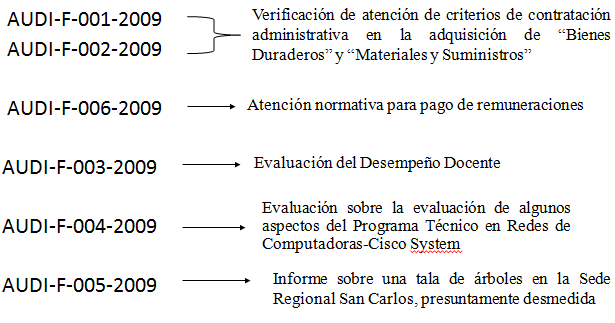 AUDI-F-001-2009
AUDI-F-002-2009
Verificación de atención de criterios de contratación
administrativa en la adquisición de “Bienes
Duraderos” y “Materiales y Suministros”
AUDI-F-006-2009
Atención normativa para pago de remuneraciones
AUDI-F-003-2009
Evaluación del Desempeño Docente
AUDI-F-004-2009
Evaluación sobre la evaluación de algunos
aspectos del Programa Técnico en Redes de
Computadoras-Cisco System
AUDI-F-005-2009
Informe sobre una tala de árboles en la Sede
Regional San Carlos, presuntamente desmedida